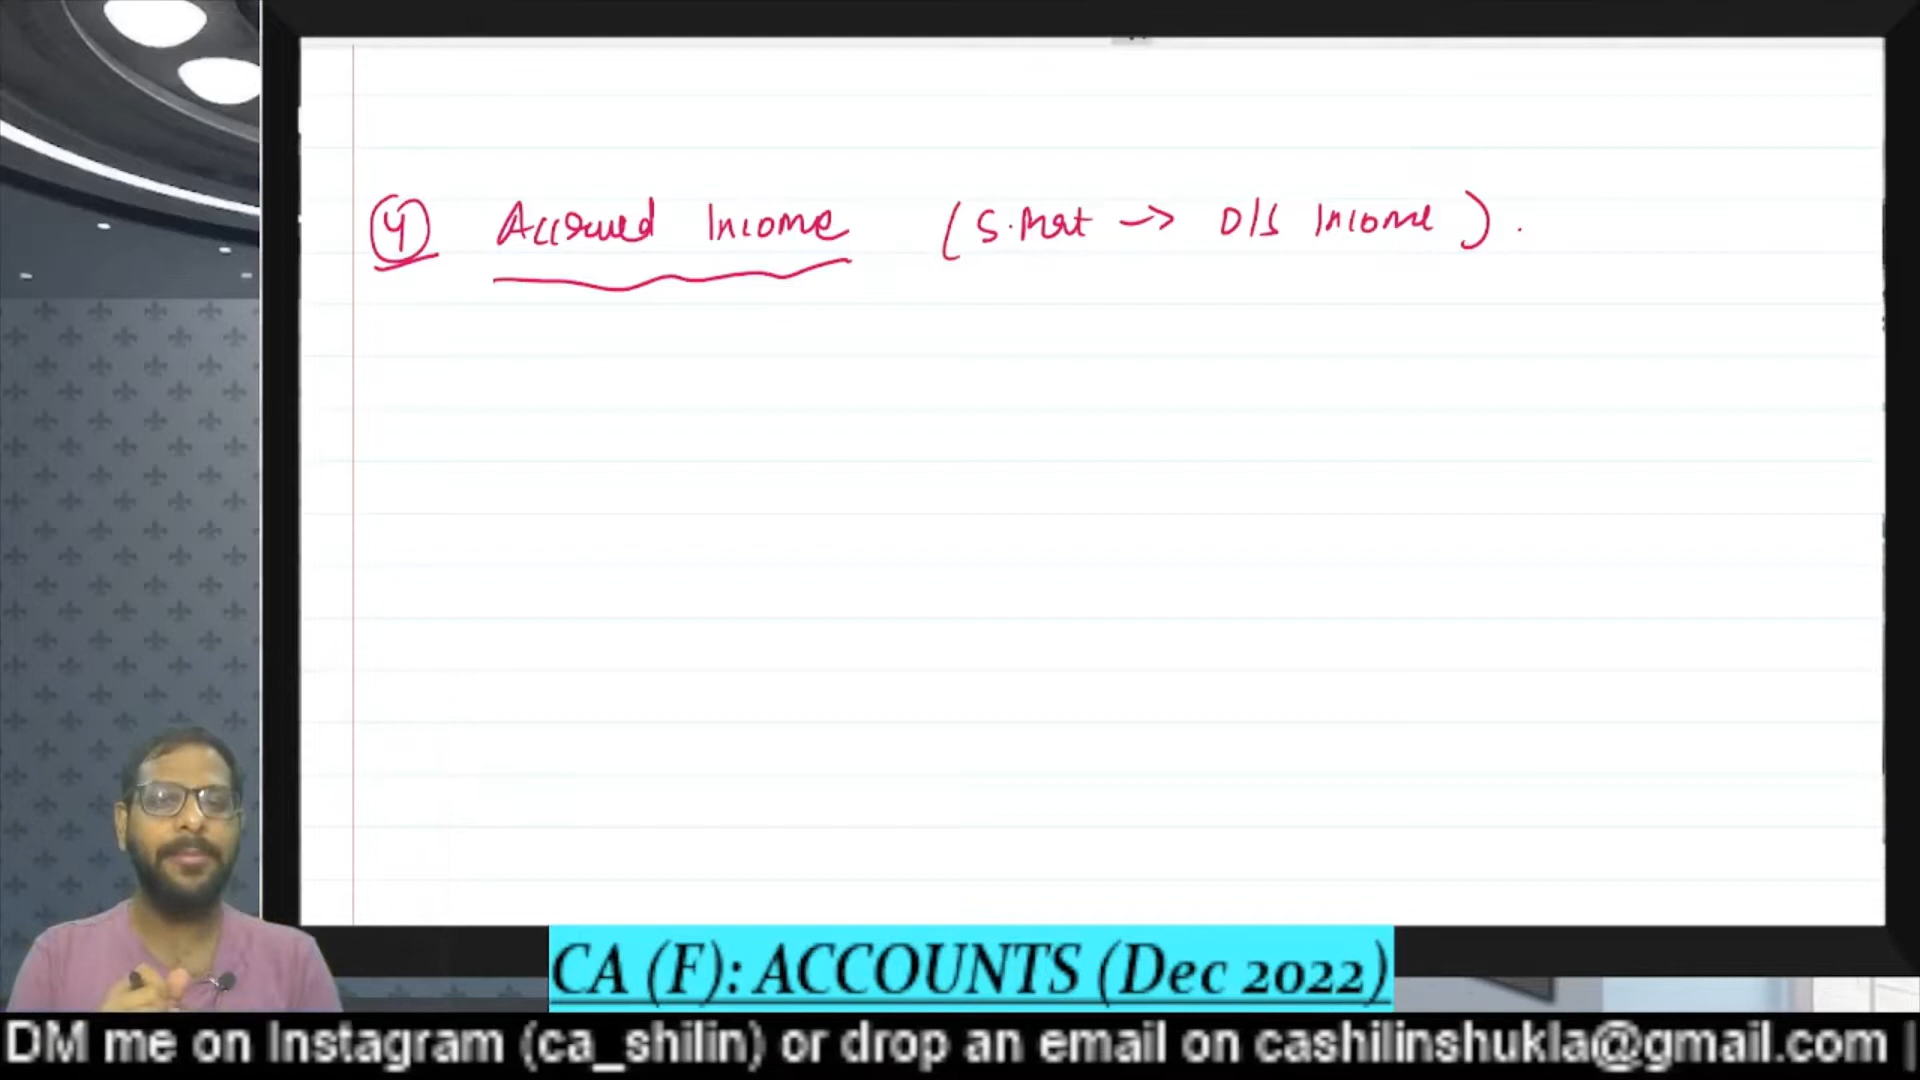 4 Accrued Income (S.Mat → O/S Income).
CA (F): ACCOUNTS (Dec 2022)
DM me on Instagram (ca_shilin) or drop an email on cashilinshukla@gmail.com |